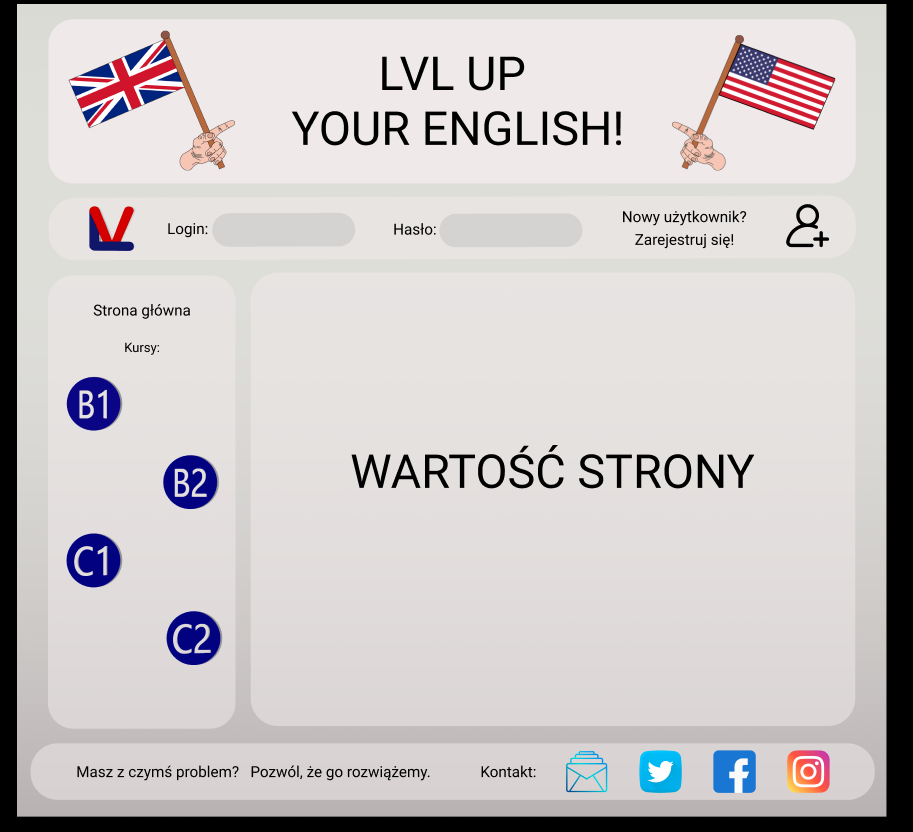 LVL UP
YOUR ENGLISH!
LV
Login:
Hasło:
Nowy użytkownik?
Zarejestruj się!
Strona główna
Kursy:
B1
B2
C1
C2
WARTOŚĆ STRONY
Masz z czymś problem? Pozwól, że go rozwiążemy.
Kontakt: